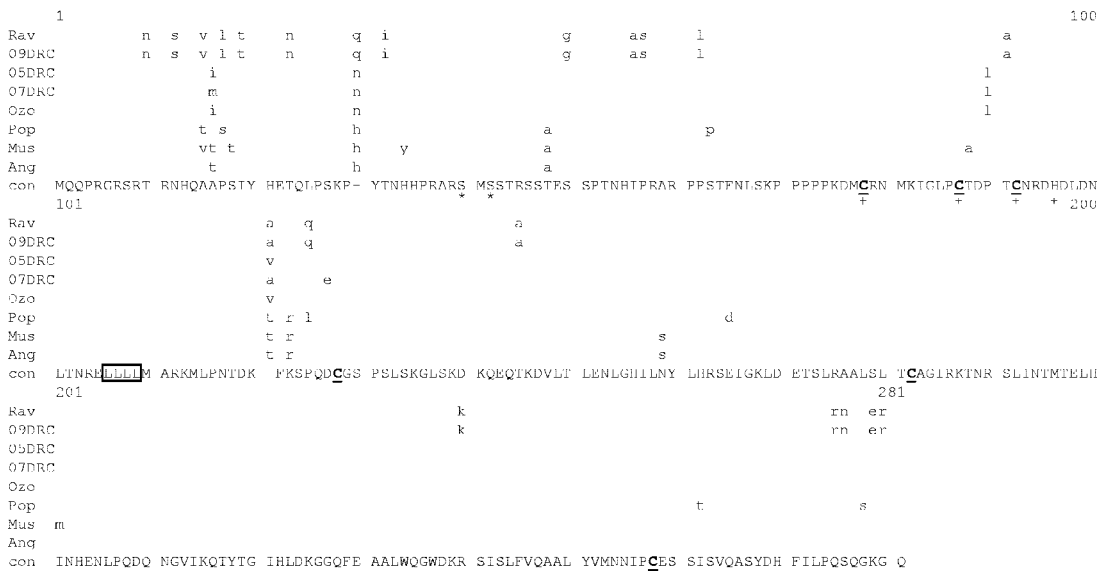 1 100
Rav n s v l t n q i g as l a
09DRC n s v l t n q i g as l a
05DRC i n l
07DRC m n l
Ozo i n l
Pop t s h a p
Mus vt t h y a t
Ang t h a
con MQQPRGRSRT RNHQAAPSIY HETQLPSKP- YTNHHPRARS MSSTRSSTES SPTNHIPRAR PPSTFNLSKP PPPPKDMCRN MKIGLPCTDP TCNRDHDLDN
* * + + + +
101 200
Rav a q a
09DRC a q a
05DRC v
07DRC a e
Ozo v
Pop t r l d
Mus t r s
Ang t r s
con LTNRELLLLM ARKMLPNTDK FKSPQDCGS PSLSKGLSKD KQEQTKDVLT LENLGHILNY LHRSEIGKLD ETSLRAALSL TCAGIRKTNR SLINTMTELH
201 281
Rav k rn er
09DRC k rn er
05DRC
07DRC
Ozo
Pop t s
Mus m
Ang
con INHENLPQDQ NGVIKQTYTG IHLDKGGQFE AALWQGWDKR SISLFVQAAL YVMNNIPCES SISVQASYDH FILPQSQGKG Q